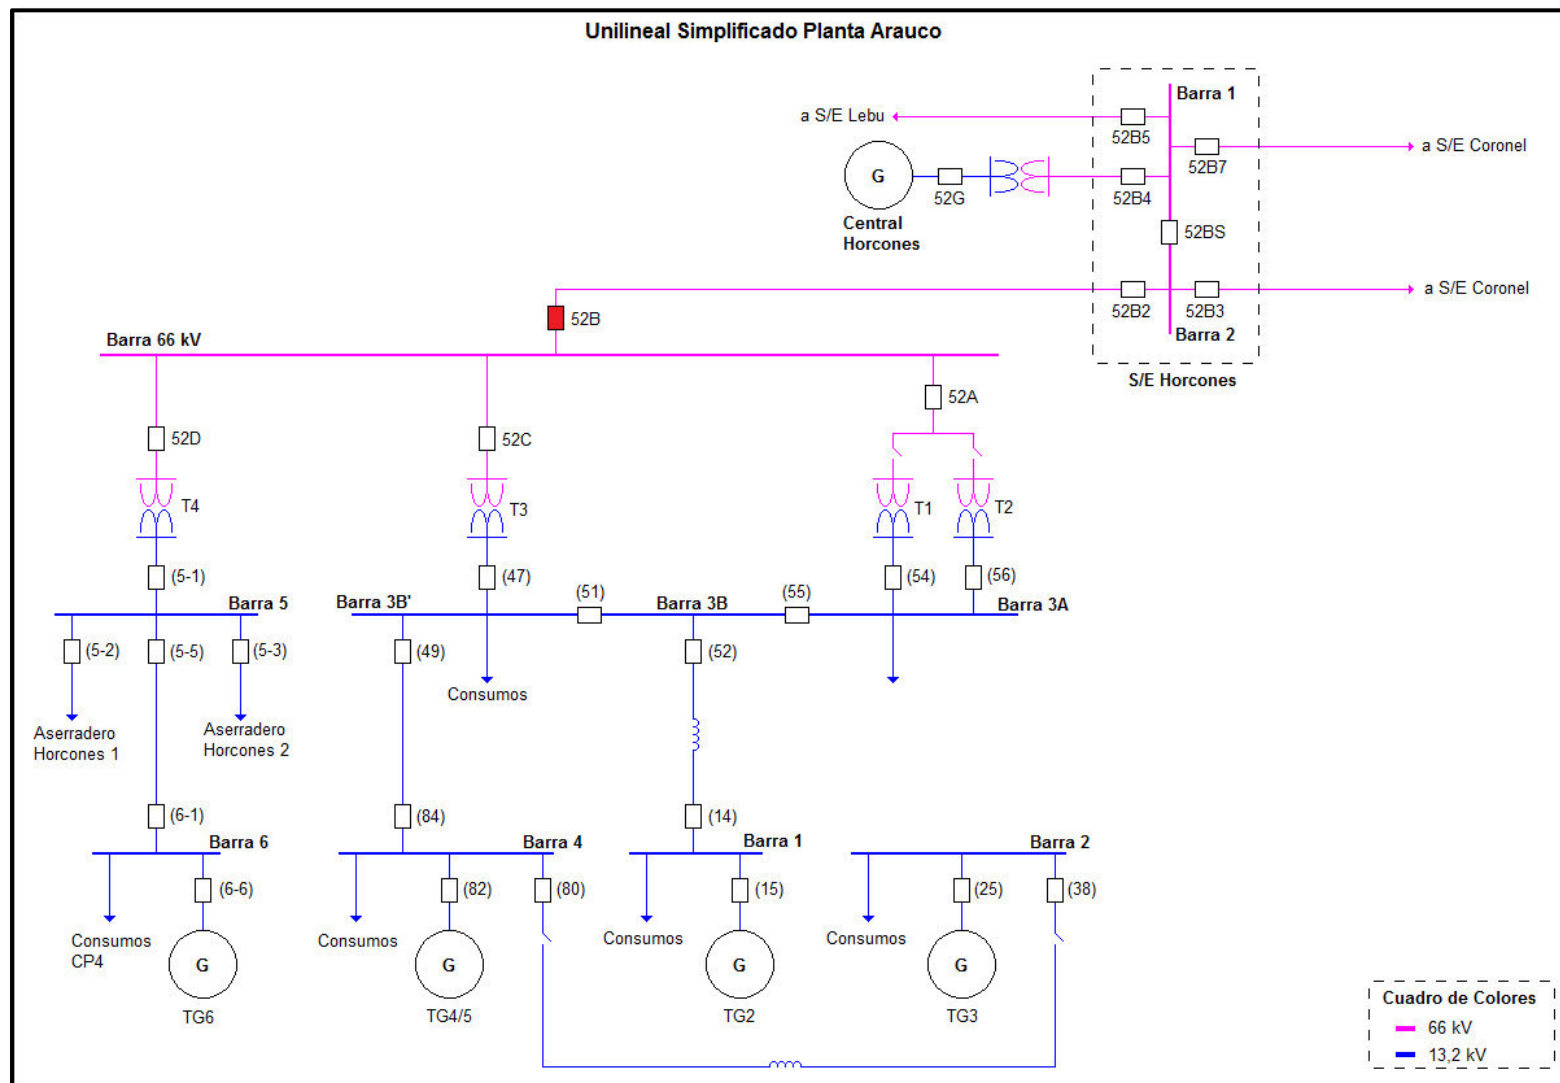 Unilineal Simplificado Planta Arauco
Barra 1
a S/E Lebu
52B5
a S/E Coronel
52B7
G
52G
52B4
Central
Horcones
52BS
a S/E Coronel
52B2
52B3
52B
Barra 2
Barra 66 kV
S/E Horcones
52A
52D
52C
T4
T3
T1
T2
(5-1)
(47)
(54)
(56)
(51)
(55)
Barra 5
Barra 3B'
Barra 3B
Barra 3A
(5-2)
(5-5)
(5-3)
(49)
(52)
Consumos
Aserradero
Horcones 1
Aserradero
Horcones 2
(6-1)
(84)
(14)
Barra 6
Barra 4
Barra 1
Barra 2
(6-6)
(82)
(80)
(15)
(25)
(38)
Consumos
CP4
Consumos
Consumos
Consumos
G
G
G
G
TG6
TG4/5
TG2
TG3
Cuadro de Colores
66 kV
13,2 kV